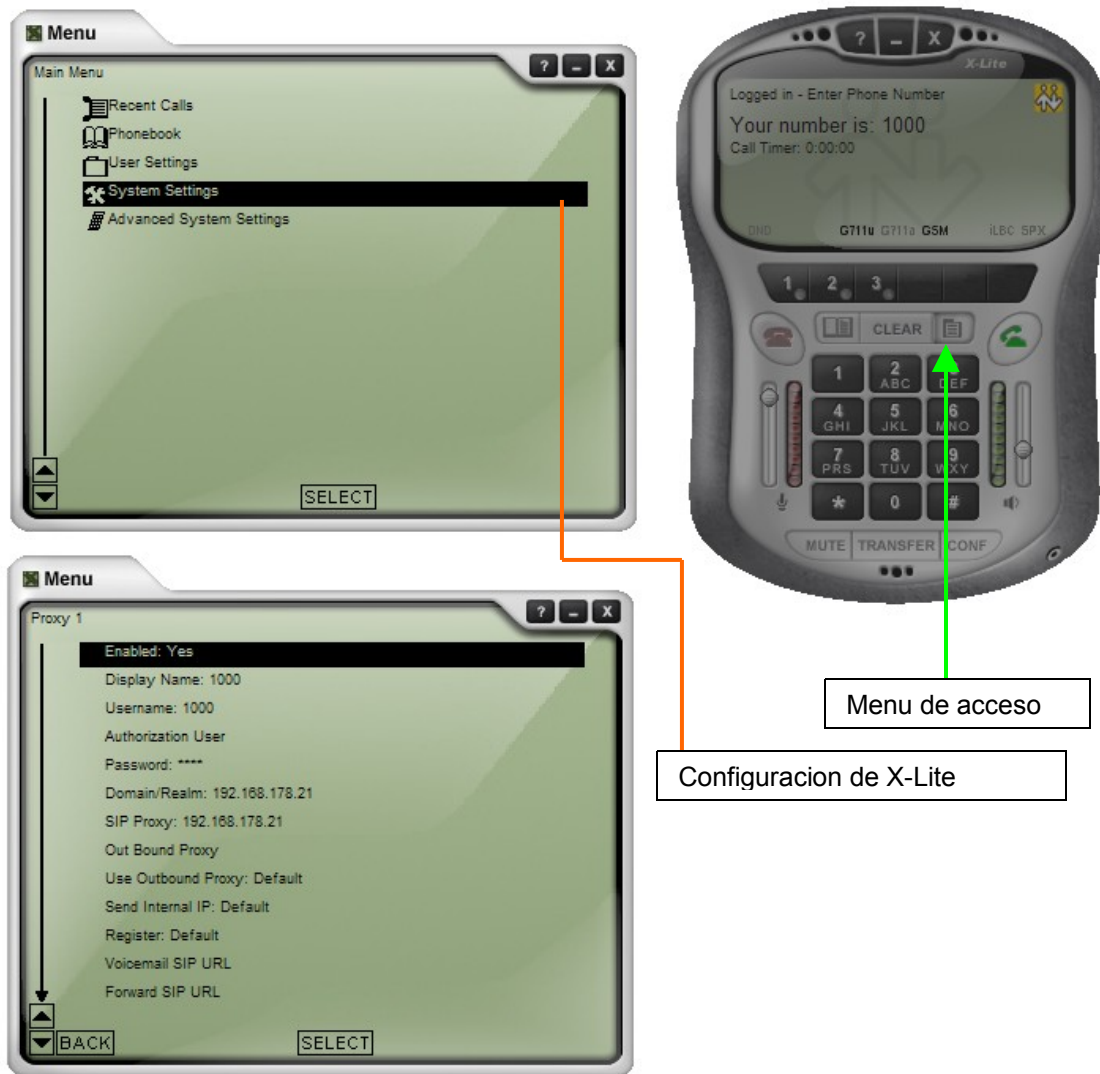 Menu
Main Menu
? – X
Recent Calls
Phonebook
User Settings
System Settings
Advanced System Settings
SELECT
? – X
X-Lite
Logged in - Enter Phone Number
Your number is: 1000
Call Timer: 0:00:00
DND G711u G711a GSM iLBC SPX
1 2 3
CLEAR
1 2 ABC DEF
4 GHI 5 JKL 6 MNO
7 PRS 8 TUV 9 WXY
* 0 #
MUTE TRANSFER CONF
Menu de acceso
Configuracion de X-Lite
Menu
Proxy 1
? – X
Enabled: Yes
Display Name: 1000
Username: 1000
Authorization User
Password: ****
Domain/Realm: 192.168.178.21
SIP Proxy: 192.168.178.21
Out Bound Proxy
Use Outbound Proxy: Default
Send Internal IP: Default
Register: Default
Voicemail SIP URL
Forward SIP URL
BACK SELECT